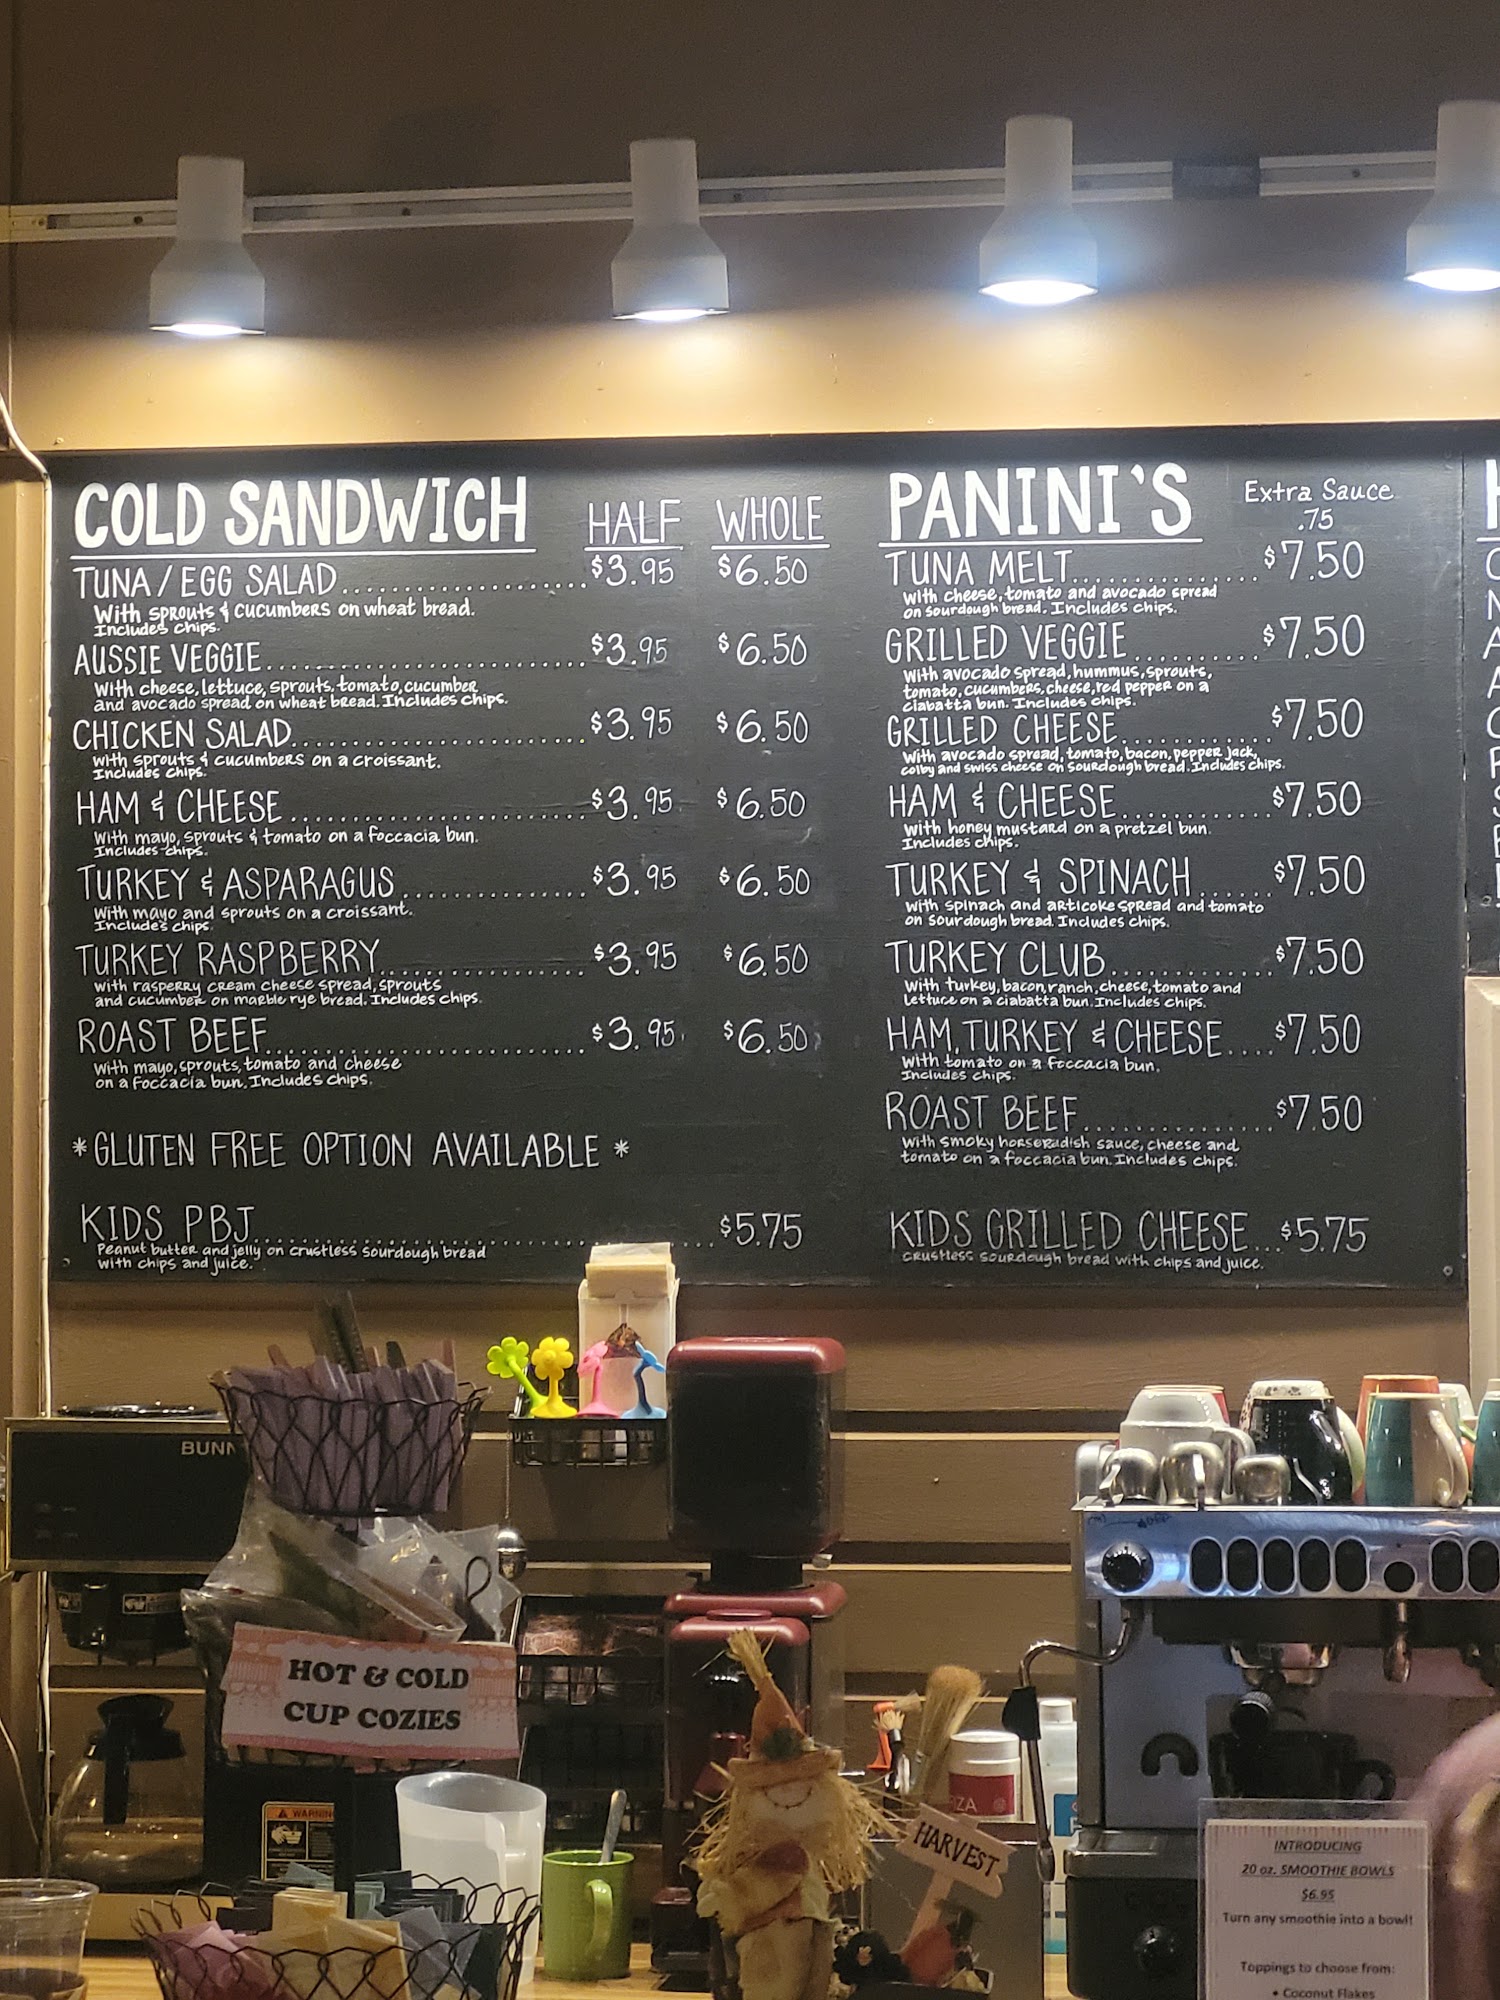 COLD SANDWICH HALF WHOLE
TUNA / EGG SALAD.......................... $3.95 $6.50
With sprouts & cucumbers on wheat bread.
Includes chips.
AUSSIE VEGGIE.................................. $3.95 $6.50
With cheese, lettuce, sprouts, tomato, cucumber
and avocado spread on wheat bread. Includes chips.
CHICKEN SALAD............................... $3.95 $6.50
With sprouts & cucumbers on a croissant.
Includes chips.
HAM & CHEESE................................ $3.95 $6.50
With mayo, sprouts & tomato on a foccacia bun.
Includes chips.
TURKEY & ASPARAGUS.................... $3.95 $6.50
With mayo and sprouts on a croissant.
Includes chips.
TURKEY RASPBERRY...................... $3.95 $6.50
with rasperry cream cheese spread, sprouts
and cucumber on marble rye bread. Includes chips.
ROAST BEEF.................................. $3.95 $6.50
With mayo, sprouts, tomato and cheese
on a foccacia bun. Includes chips.
* GLUTEN FREE OPTION AVAILABLE *
KIDS PBJ................................................ $5.75
Peanut butter and jelly on crustless sourdough bread
with chips and juice.
PANINI'S Extra Sauce
.75
TUNA MELT.................. $7.50
With cheese, tomato and avocado spread
on sourdough bread. Includes chips.
GRILLED VEGGIE.......... $7.50
With avocado spread, hummus, sprouts,
tomato, cucumbers, cheese, red pepper on a
ciabatta bun. Includes chips.
GRILLED CHEESE............ $7.50
With avocado spread, tomato, bacon, pepper jack,
colby and swiss cheese on sourdough bread. Includes chips.
HAM & CHEESE............ $7.50
With honey mustard on a pretzel bun.
Includes chips.
TURKEY & SPINACH...... $7.50
With spinach and articoke spread and tomato
on sourdough bread. Includes chips.
TURKEY CLUB............. $7.50
With turkey, bacon, ranch, cheese, tomato and
lettuce on a ciabatta bun. Includes chips.
HAM, TURKEY & CHEESE.... $7.50
With tomato on a foccacia bun.
Includes chips.
ROAST BEEF................ $7.50
With smoky horseradish sauce, cheese and
tomato on a foccacia bun. Includes chips.
KIDS GRILLED CHEESE... $5.75
crustless sourdough bread with chips and juice.
BUNN
HOT & COLD
CUP COZIES
WARNING
HARVEST
INTRODUCING
20 oz. SMOOTHIE BOWLS
$6.95
Turn any smoothie into a bowl!
Toppings to choose from:
• Coconut Flakes